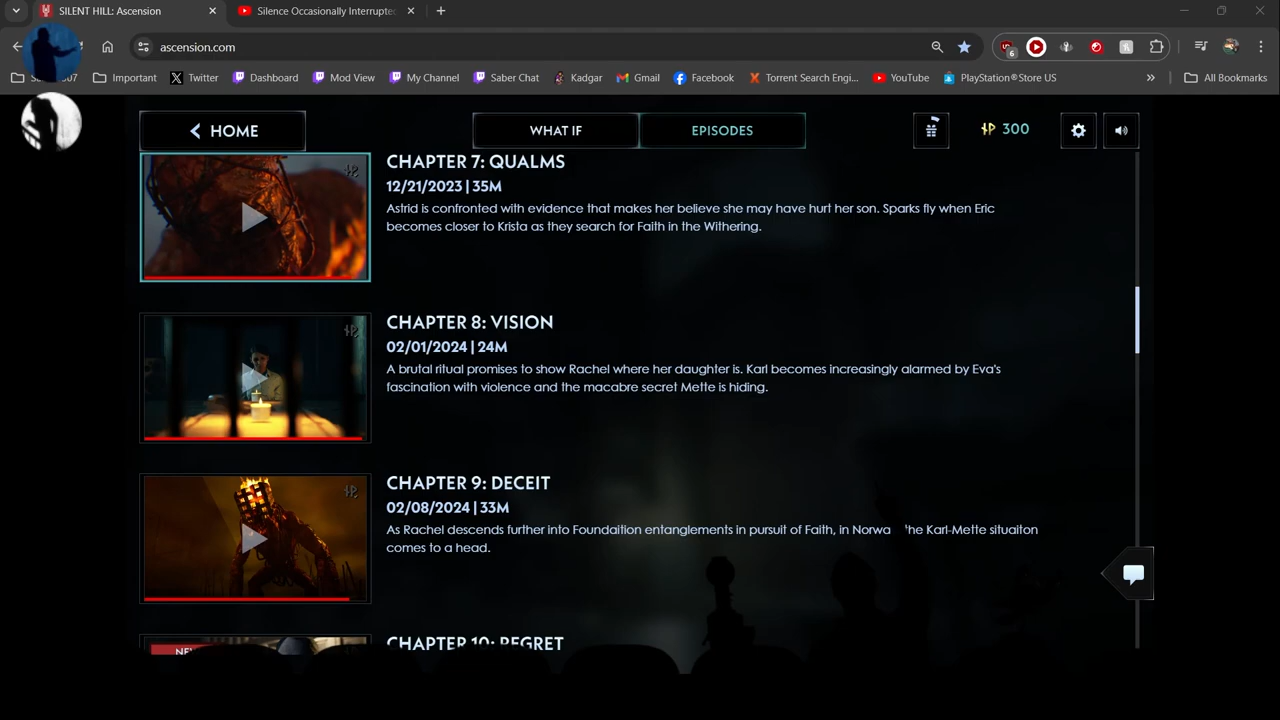 SILENT HILL: Ascension
Silence Occasionally Interrupte
ascension.com
6
Important
Twitter
Dashboard
Mod View
My Channel
Saber Chat
Kadgar
Gmail
Facebook
Torrent Search Engi...
YouTube
PlayStation®Store US
All Bookmarks
HOME
WHAT IF
EPISODES
300
CHAPTER 7: QUALMS
12/21/2023 | 35M
Astrid is confronted with evidence that makes her believe she may have hurt her son. Sparks fly when Eric
becomes closer to Krista as they search for Faith in the Withering.
CHAPTER 8: VISION
02/01/2024 | 24M
A brutal ritual promises to show Rachel where her daughter is. Karl becomes increasingly alarmed by Eva's
fascination with violence and the macabre secret Mette is hiding.
CHAPTER 9: DECEIT
02/08/2024 | 33M
As Rachel descends further into Foundaition entanglements in pursuit of Faith, in Norwa he Karl-Mette situaiton
comes to a head.
CHAPTER 10: REGRET